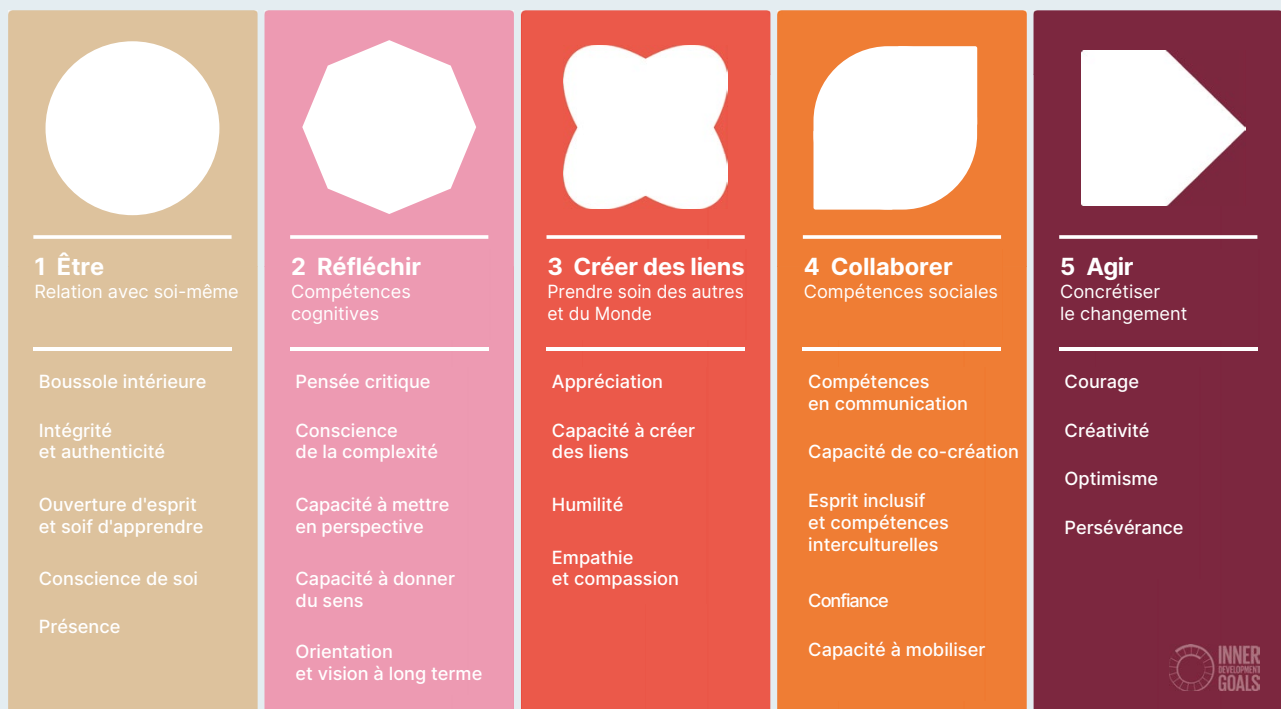 1 Être
Relation avec soi-même
Boussole intérieure
Intégrité
et authenticité
Ouverture d'esprit
et soif d'apprendre
Conscience de soi
Présence
2 Réfléchir
Compétences
cognitives
Pensée critique
Conscience
de la complexité
Capacité à mettre
en perspective
Capacité à donner
du sens
Orientation
et vision à long terme
3 Créer des liens
Prendre soin des autres
et du Monde
Appréciation
Capacité à créer
des liens
Humilité
Empathie
et compassion
4 Collaborer
Compétences sociales
Compétences
en communication
Capacité de co-création
Esprit inclusif
et compétences
interculturelles
Confiance
Capacité à mobiliser
5 Agir
Concrétiser
le changement
Courage
Créativité
Optimisme
Persévérance
INNER
DEVELOPMENT
GOALS